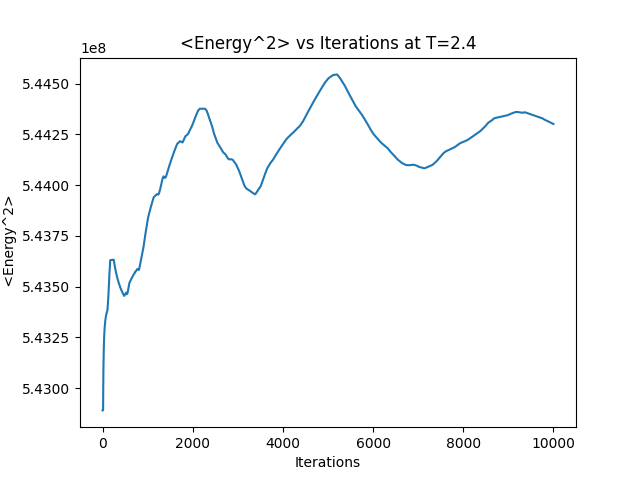 <Energy^2> vs Iterations at T=2.4
1e8
5.4450
5.4425
5.4400
5.4375
5.4350
5.4325
5.4300
<Energy^2>
0 2000 4000 6000 8000 10000
Iterations